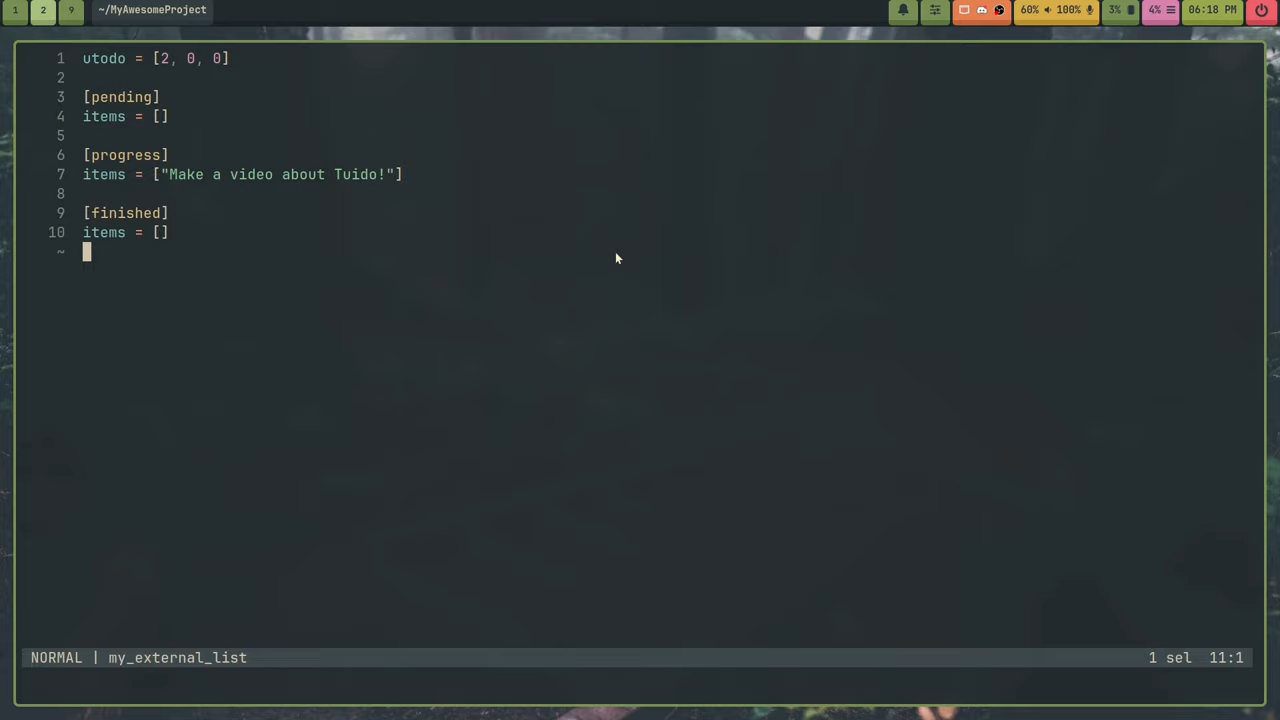 1 2 9 ~/MyAwesomeProject 60% 100% 3% 4% 06:18 PM
1 utodo = [2, 0, 0]
2
3 [pending]
4 items = []
5
6 [progress]
7 items = ["Make a video about Tuido!"]
8
9 [finished]
10 items = []
~
NORMAL | my_external_list 1 sel 11:1